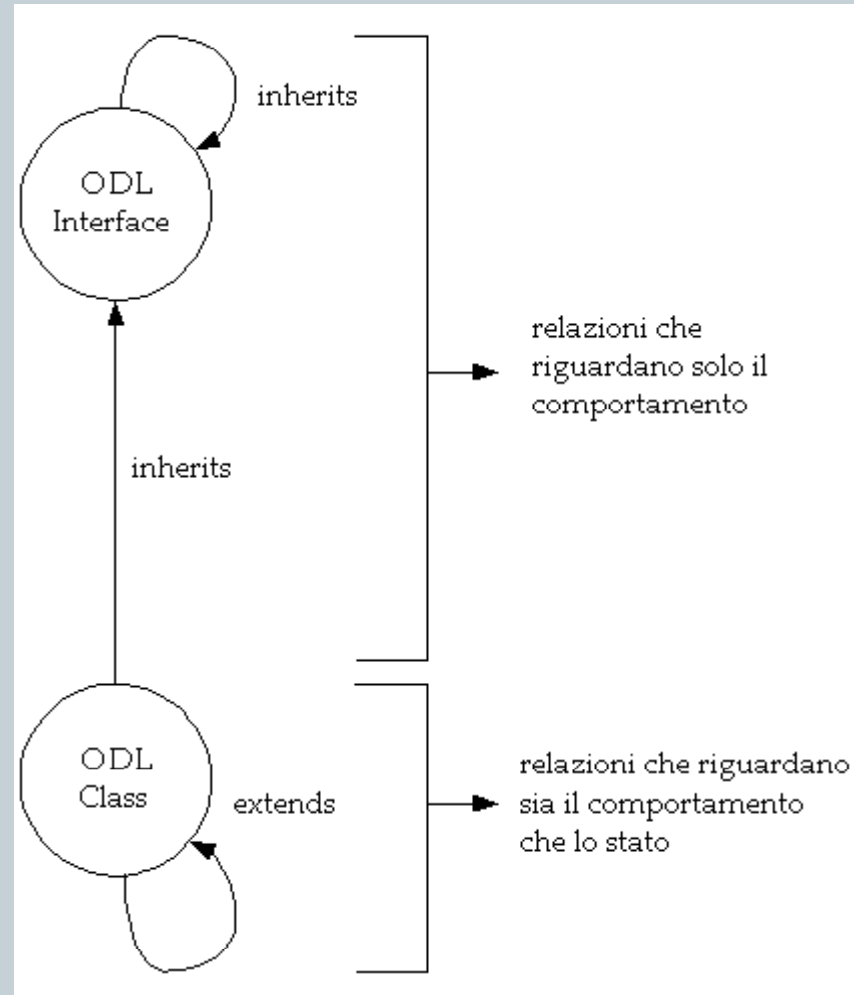 inherits
ODL
Interface
relazioni che
riguardano solo il
comportamento
inherits
ODL
Class
extends
relazioni che riguardano
sia il comportamento
che lo stato